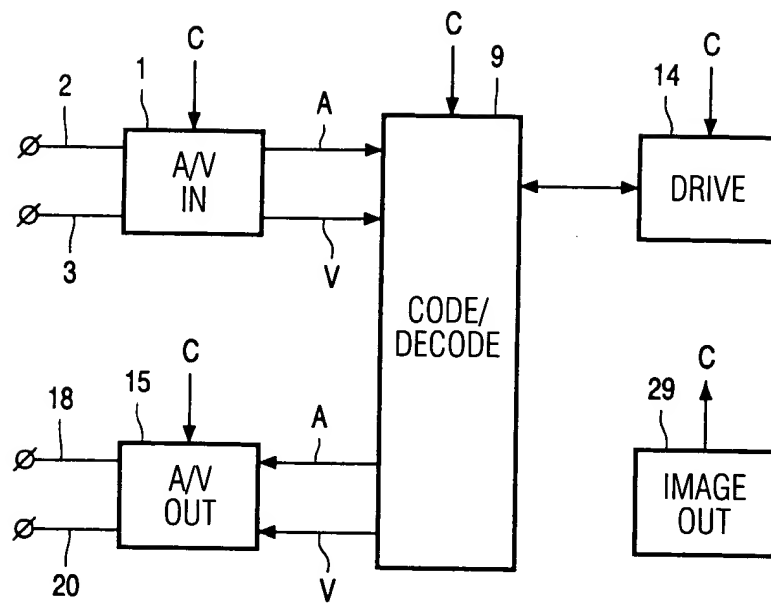 C
2
1
A/V
IN
3
A
V
C
9
CODE/
DECODE
C
14
DRIVE
C
18
15
A/V
OUT
20
A
V
C
29
IMAGE
OUT